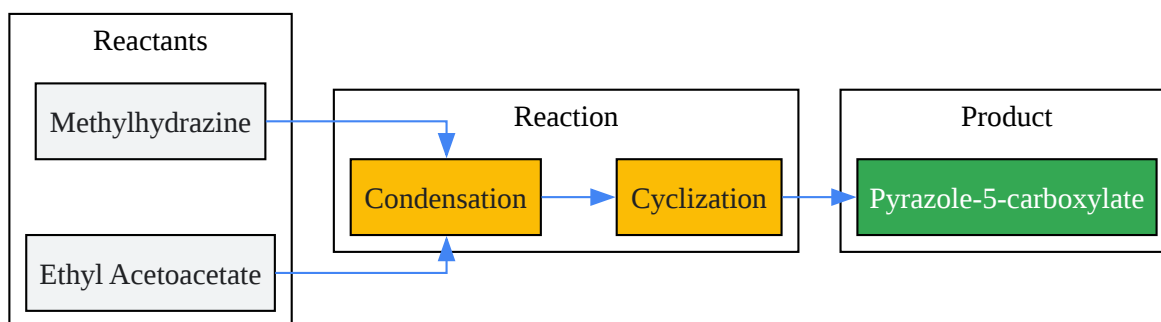 Reactants
Methylhydrazine
Ethyl Acetoacetate
Reaction
Condensation
Cyclization
Product
Pyrazole-5-carboxylate